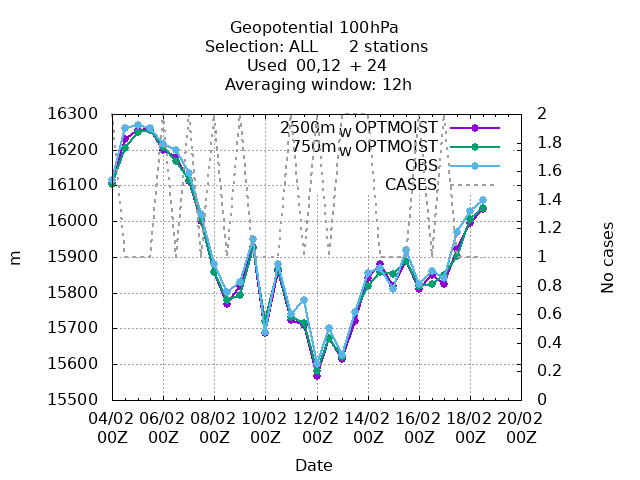 Geopotential 100hPa
Selection: ALL 2 stations
Used 00,12 + 24
Averaging window: 12h
16300 2500m_W OPTMOIST 2
16200 750m_W OPTMOIST 1.8
OBS 1.6
16100 CASES 1.4
16000 1.2
15900 1
15800 0.8
15700 0.6
15600 0.4
0.2
15500 0
m
No cases
04/02 06/02 08/02 10/02 12/02 14/02 16/02 18/02 20/02
00Z 00Z 00Z 00Z 00Z 00Z 00Z 00Z 00Z
Date